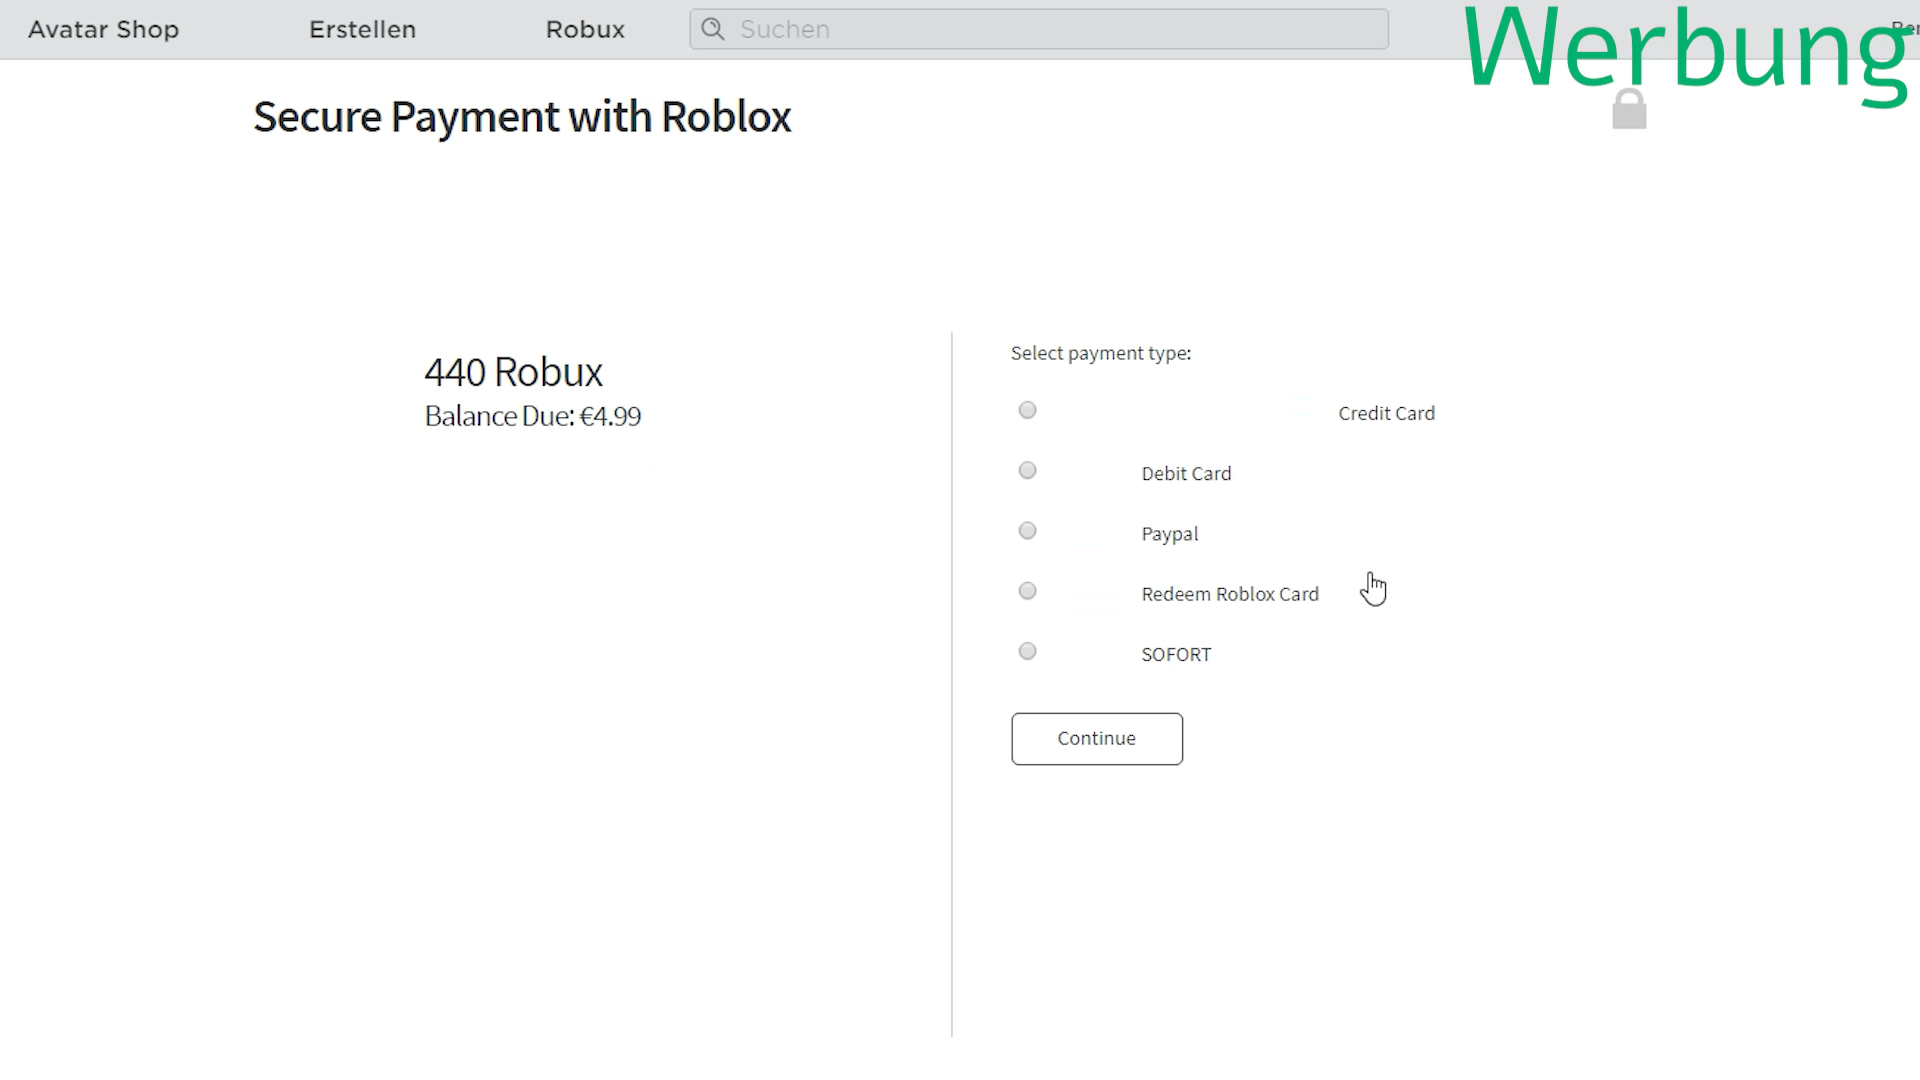 Avatar Shop Erstellen Robux Suchen
Werbung
Secure Payment with Roblox
440 Robux
Balance Due: €4.99
Select payment type:
Credit Card
Debit Card
Paypal
Redeem Roblox Card
SOFORT
Continue